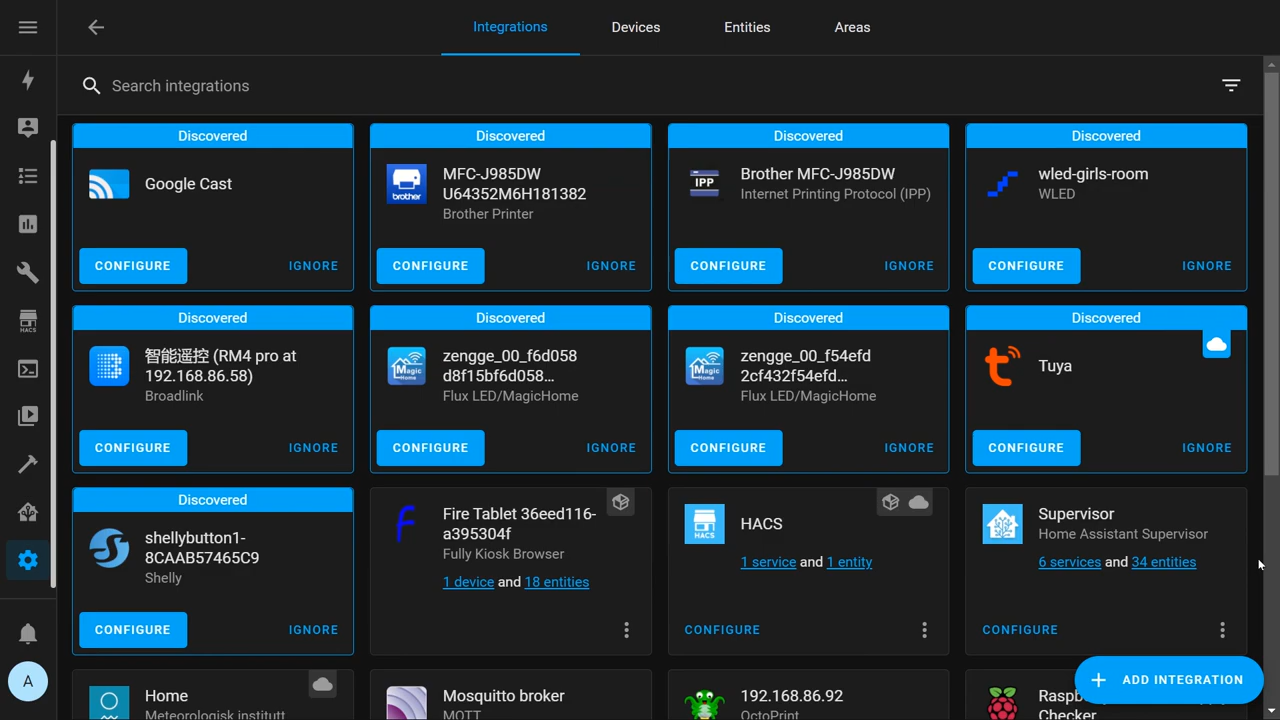 Integrations
Devices
Entities
Areas
Search integrations
Discovered
Google Cast
CONFIGURE
IGNORE
Discovered
brother
MFC-J985DW
U64352M6H181382
Brother Printer
CONFIGURE
IGNORE
Discovered
IPP
Brother MFC-J985DW
Internet Printing Protocol (IPP)
CONFIGURE
IGNORE
Discovered
wled-girls-room
WLED
CONFIGURE
IGNORE
Discovered
智能遥控 (RM4 pro at
192.168.86.58)
Broadlink
CONFIGURE
IGNORE
Discovered
Magic
Home
zengge_00_f6d058
d8f15bf6d058...
Flux LED/MagicHome
CONFIGURE
IGNORE
Discovered
Magic
Home
zengge_00_f54efd
2cf432f54efd...
Flux LED/MagicHome
CONFIGURE
IGNORE
Discovered
Tuya
CONFIGURE
IGNORE
Discovered
shellybutton1-
8CAAB57465C9
Shelly
CONFIGURE
IGNORE
Fire Tablet 36eed116-
a395304f
Fully Kiosk Browser
1 device and 18 entities
HACS
HACS
1 service and 1 entity
CONFIGURE
Supervisor
Home Assistant Supervisor
6 services and 34 entities
CONFIGURE
Home
Meteorologisk institutt
Mosquitto broker
MQTT
192.168.86.92
OctoPrint
Checker
+ ADD INTEGRATION
HACS
A